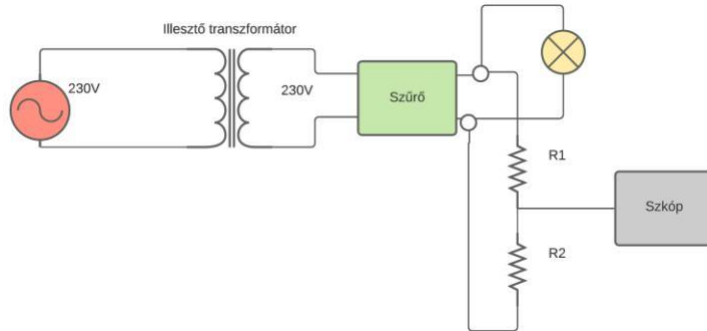 Illesztő transzformátor
230V
230V
Szűrő
R1
Szkóp
R2